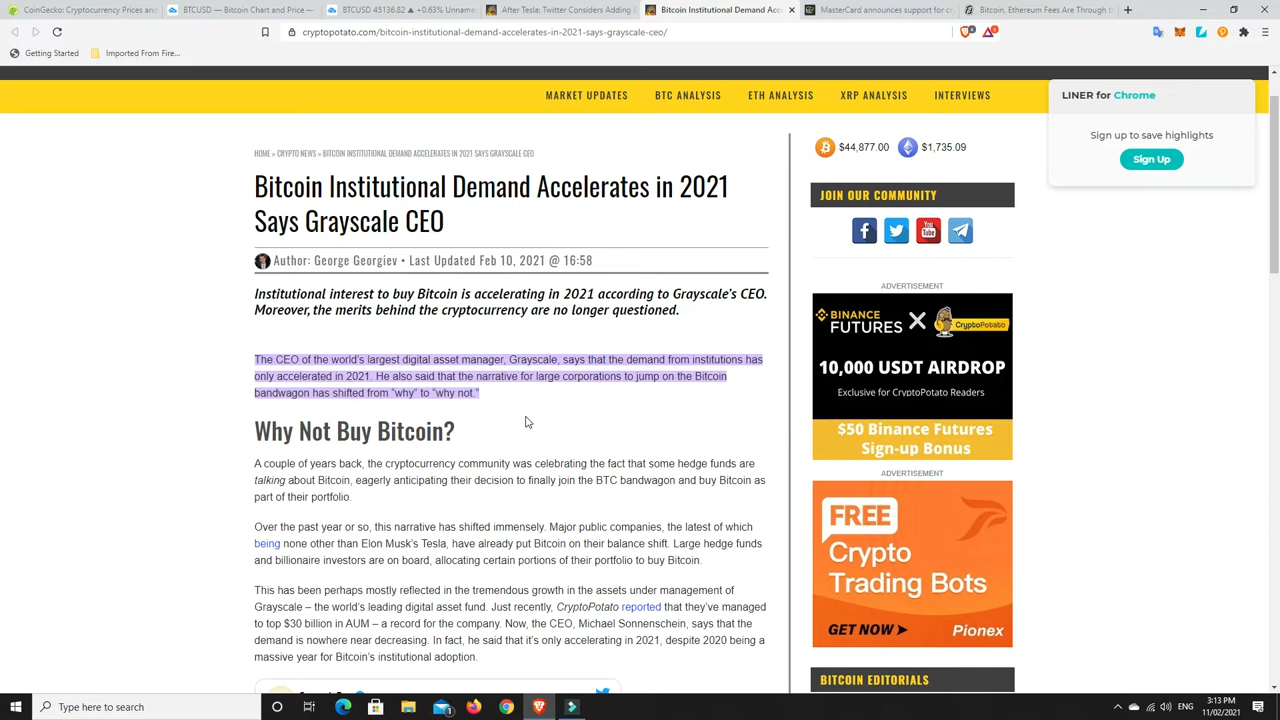 CoinGecko: Cryptocurrency Prices and
BTCUSD — Bitcoin Chart and Price —
BTCUSD 45136.82 ▲ +0.63% Unname
After Tesla: Twitter Considers Adding
Bitcoin Institutional Demand Acc
MasterCard announces support for cr
Bitcoin, Ethereum Fees Are Through t
cryptopotato.com/bitcoin-institutional-demand-accelerates-in-2021-says-grayscale-ceo/
Getting Started
Imported From Fire...
MARKET UPDATES
BTC ANALYSIS
ETH ANALYSIS
XRP ANALYSIS
INTERVIEWS
LINER for Chrome
Sign up to save highlights
Sign Up
HOME » CRYPTO NEWS » BITCOIN INSTITUTIONAL DEMAND ACCELERATES IN 2021 SAYS GRAYSCALE CEO
Bitcoin Institutional Demand Accelerates in 2021
Says Grayscale CEO
Author: George Georgiev • Last Updated Feb 10, 2021 @ 16:58
Institutional interest to buy Bitcoin is accelerating in 2021 according to Grayscale's CEO.
Moreover, the merits behind the cryptocurrency are no longer questioned.
The CEO of the world's largest digital asset manager, Grayscale, says that the demand from institutions has
only accelerated in 2021. He also said that the narrative for large corporations to jump on the Bitcoin
bandwagon has shifted from "why" to "why not."
Why Not Buy Bitcoin?
A couple of years back, the cryptocurrency community was celebrating the fact that some hedge funds are
talking about Bitcoin, eagerly anticipating their decision to finally join the BTC bandwagon and buy Bitcoin as
part of their portfolio.
Over the past year or so, this narrative has shifted immensely. Major public companies, the latest of which
being none other than Elon Musk's Tesla, have already put Bitcoin on their balance shift. Large hedge funds
and billionaire investors are on board, allocating certain portions of their portfolio to buy Bitcoin.
This has been perhaps mostly reflected in the tremendous growth in the assets under management of
Grayscale – the world's leading digital asset fund. Just recently, CryptoPotato reported that they've managed
to top $30 billion in AUM – a record for the company. Now, the CEO, Michael Sonnenschein, says that the
demand is nowhere near decreasing. In fact, he said that it's only accelerating in 2021, despite 2020 being a
massive year for Bitcoin's institutional adoption.
$44,877.00
$1,735.09
JOIN OUR COMMUNITY
ADVERTISEMENT
BINANCE FUTURES X CryptoPotato
10,000 USDT AIRDROP
Exclusive for CryptoPotato Readers
$50 Binance Futures
Sign-up Bonus
ADVERTISEMENT
FREE
Crypto
Trading Bots
GET NOW ➤
Pionex
BITCOIN EDITORIALS
Type here to search
ENG
3:13 PM
11/02/2021